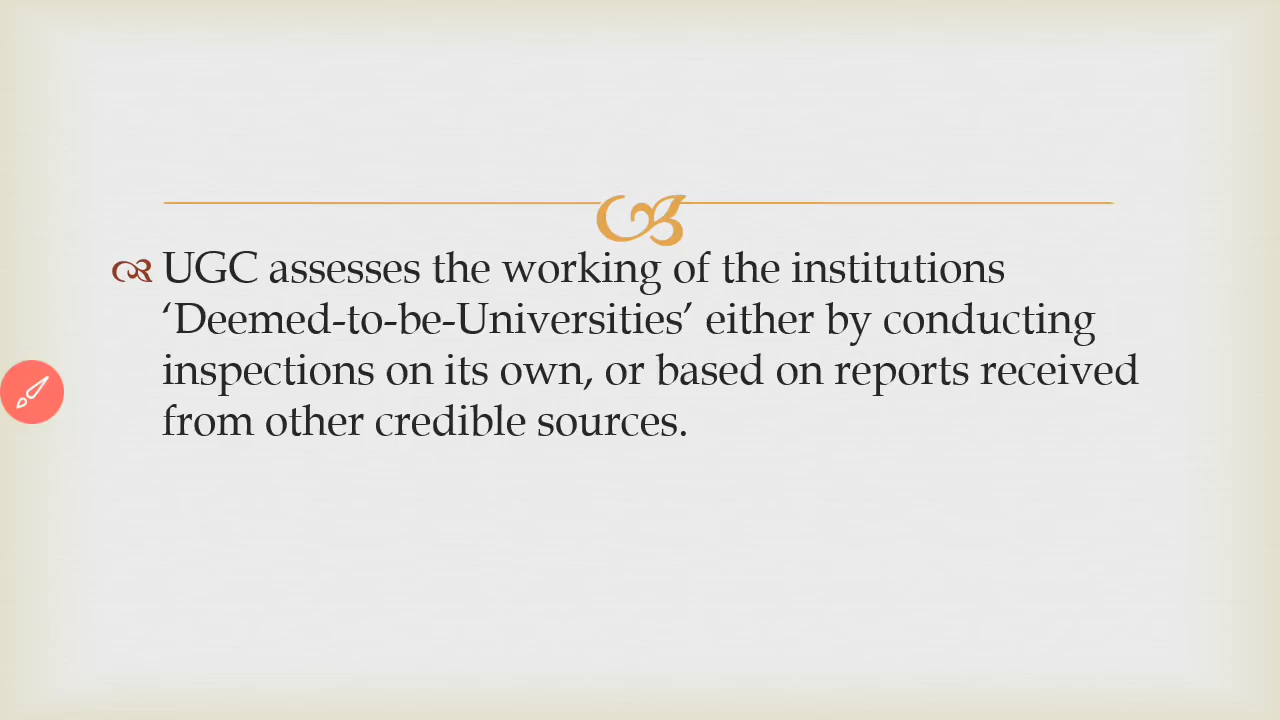 UGC assesses the working of the institutions
‘Deemed-to-be-Universities’ either by conducting
inspections on its own, or based on reports received
from other credible sources.